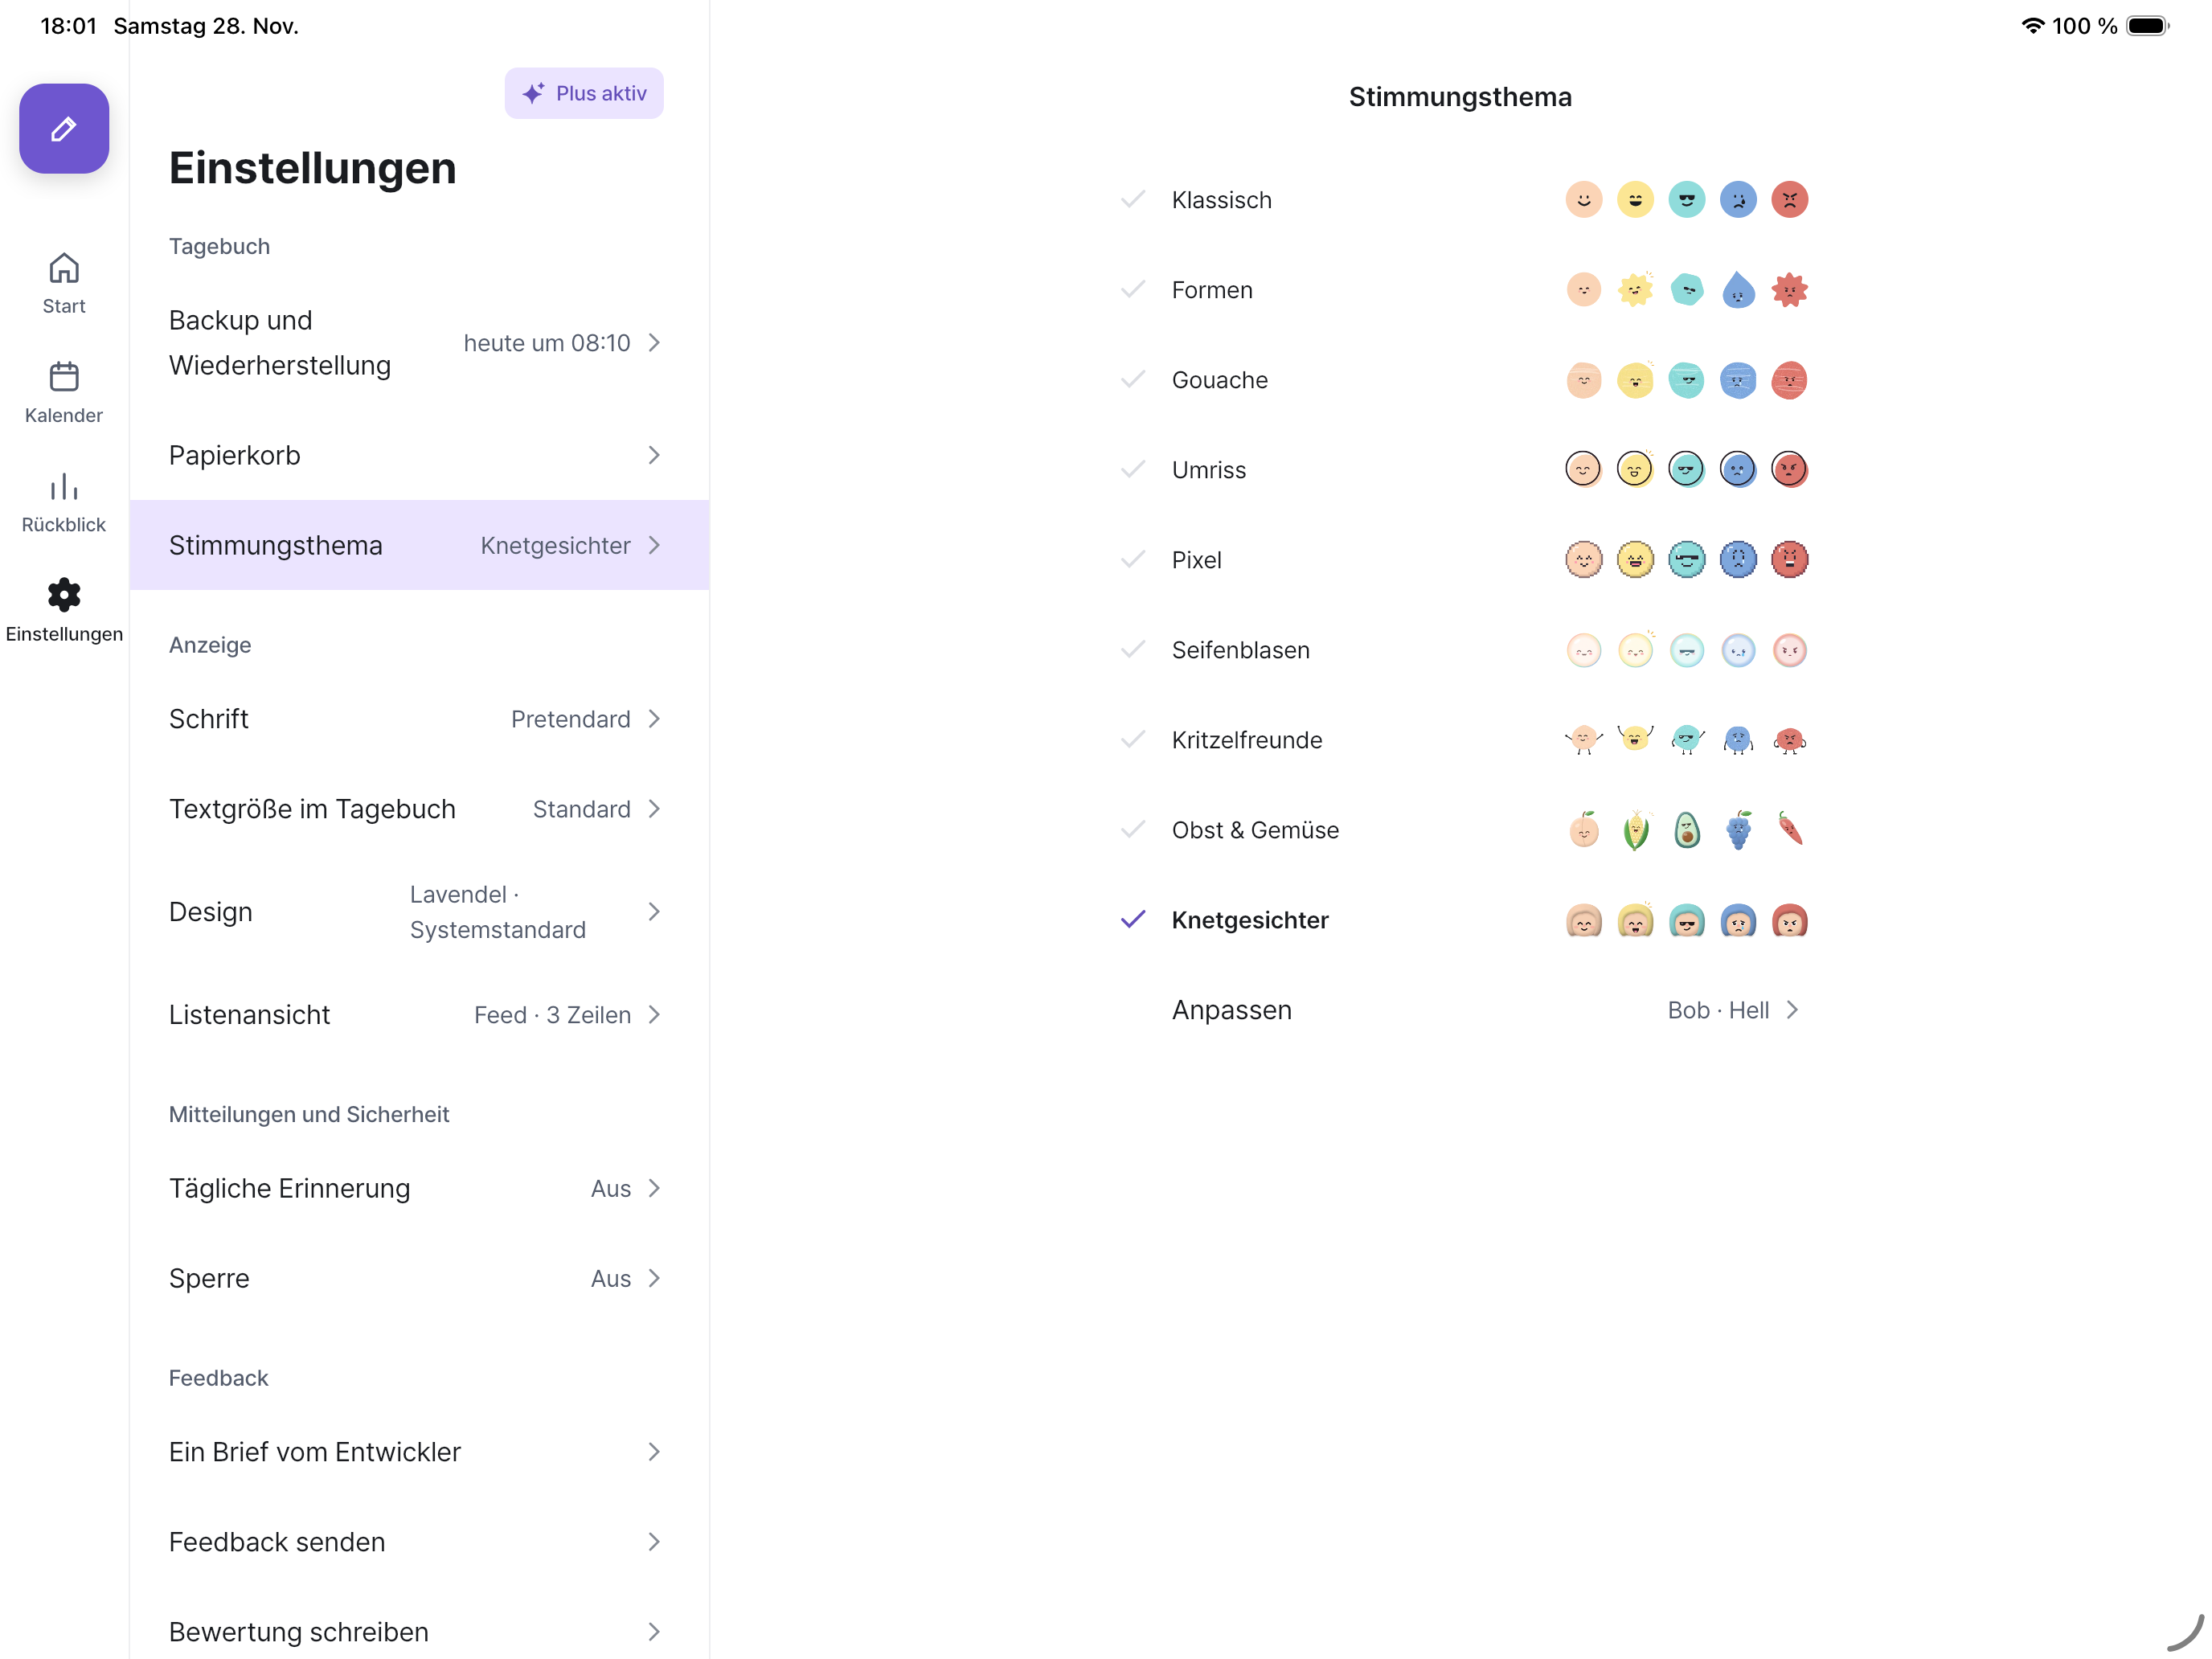 18:01 Samstag 28. Nov.
100 %
Plus aktiv
Einstellungen
Start
Kalender
Rückblick
Einstellungen
Tagebuch
Backup und
Wiederherstellung
heute um 08:10
Papierkorb
Stimmungsthema Knetgesichter
Anzeige
Schrift Pretendard
Textgröße im Tagebuch Standard
Design
Lavendel ·
Systemstandard
Listenansicht Feed · 3 Zeilen
Mitteilungen und Sicherheit
Tägliche Erinnerung Aus
Sperre Aus
Feedback
Ein Brief vom Entwickler
Feedback senden
Bewertung schreiben
Stimmungsthema
Klassisch
Formen
Gouache
Umriss
Pixel
Seifenblasen
Kritzelfreunde
Obst & Gemüse
Knetgesichter
Anpassen Bob · Hell